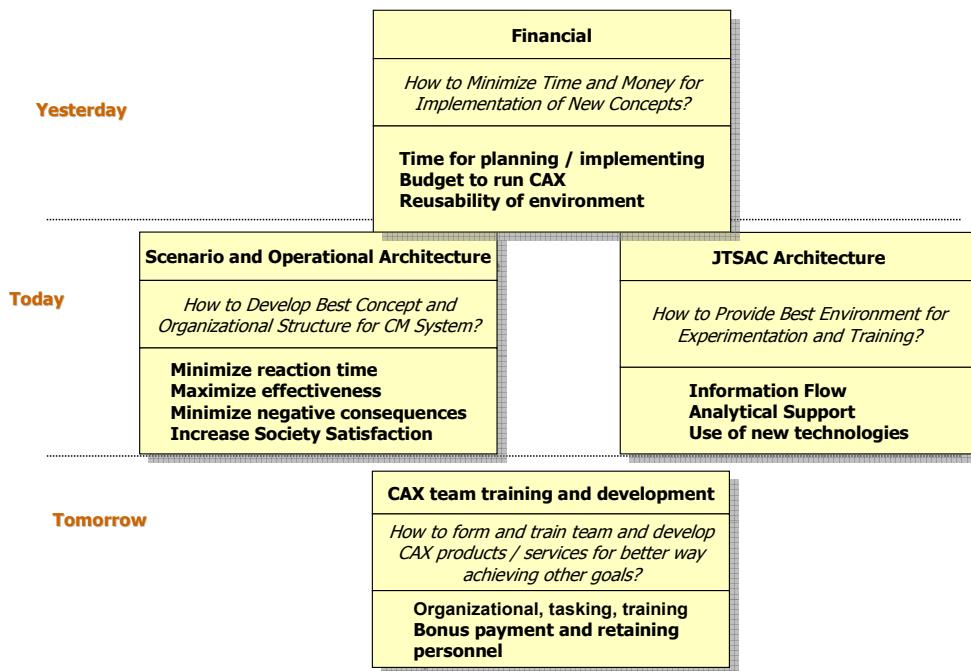 Financial
How to Minimize Time and Money for
Implementation of New Concepts?
Yesterday
Time for planning / implementing
Budget to run CAX
Reusability of environment
Scenario and Operational Architecture
How to Develop Best Concept and
Organizational Structure for CM System?
Today
Minimize reaction time
Maximize effectiveness
Minimize negative consequences
Increase Society Satisfaction
JTSAC Architecture
How to Provide Best Environment for
Experimentation and Training?
Information Flow
Analytical Support
Use of new technologies
CAX team training and development
Tomorrow
How to form and train team and develop
CAX products / services for better way
achieving other goals?
Organizational, tasking, training
Bonus payment and retaining
personnel